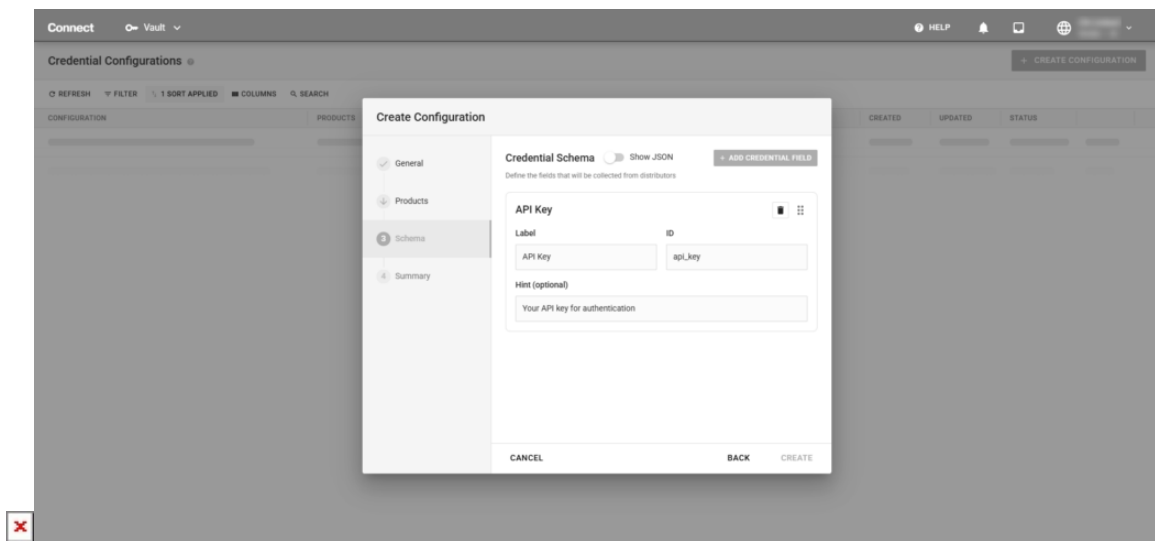 Connect Vault HELP
Credential Configurations + CREATE CONFIGURATION
REFRESH FILTER 1 SORT APPLIED COLUMNS SEARCH
CONFIGURATION PRODUCTS CREATED UPDATED STATUS
Create Configuration
General
Products
3 Schema
4 Summary
Credential Schema Show JSON + ADD CREDENTIAL FIELD
Define the fields that will be collected from distributors
API Key
Label ID
API Key api_key
Hint (optional)
Your API key for authentication
CANCEL BACK CREATE